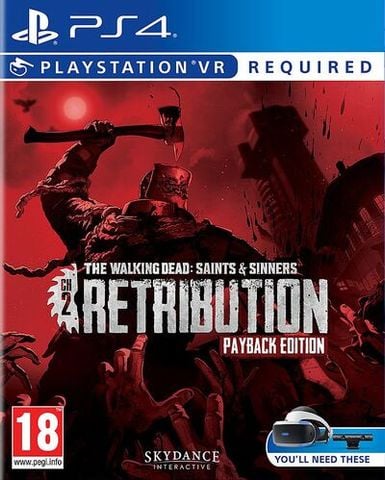 PS4
PLAYSTATION®VR REQUIRED
THE WALKING DEAD: SAINTS & SINNERS
CH 2
RETRIBUTION
PAYBACK EDITION
18
www.pegi.info
SKYDANCE
INTERACTIVE
YOU'LL NEED THESE